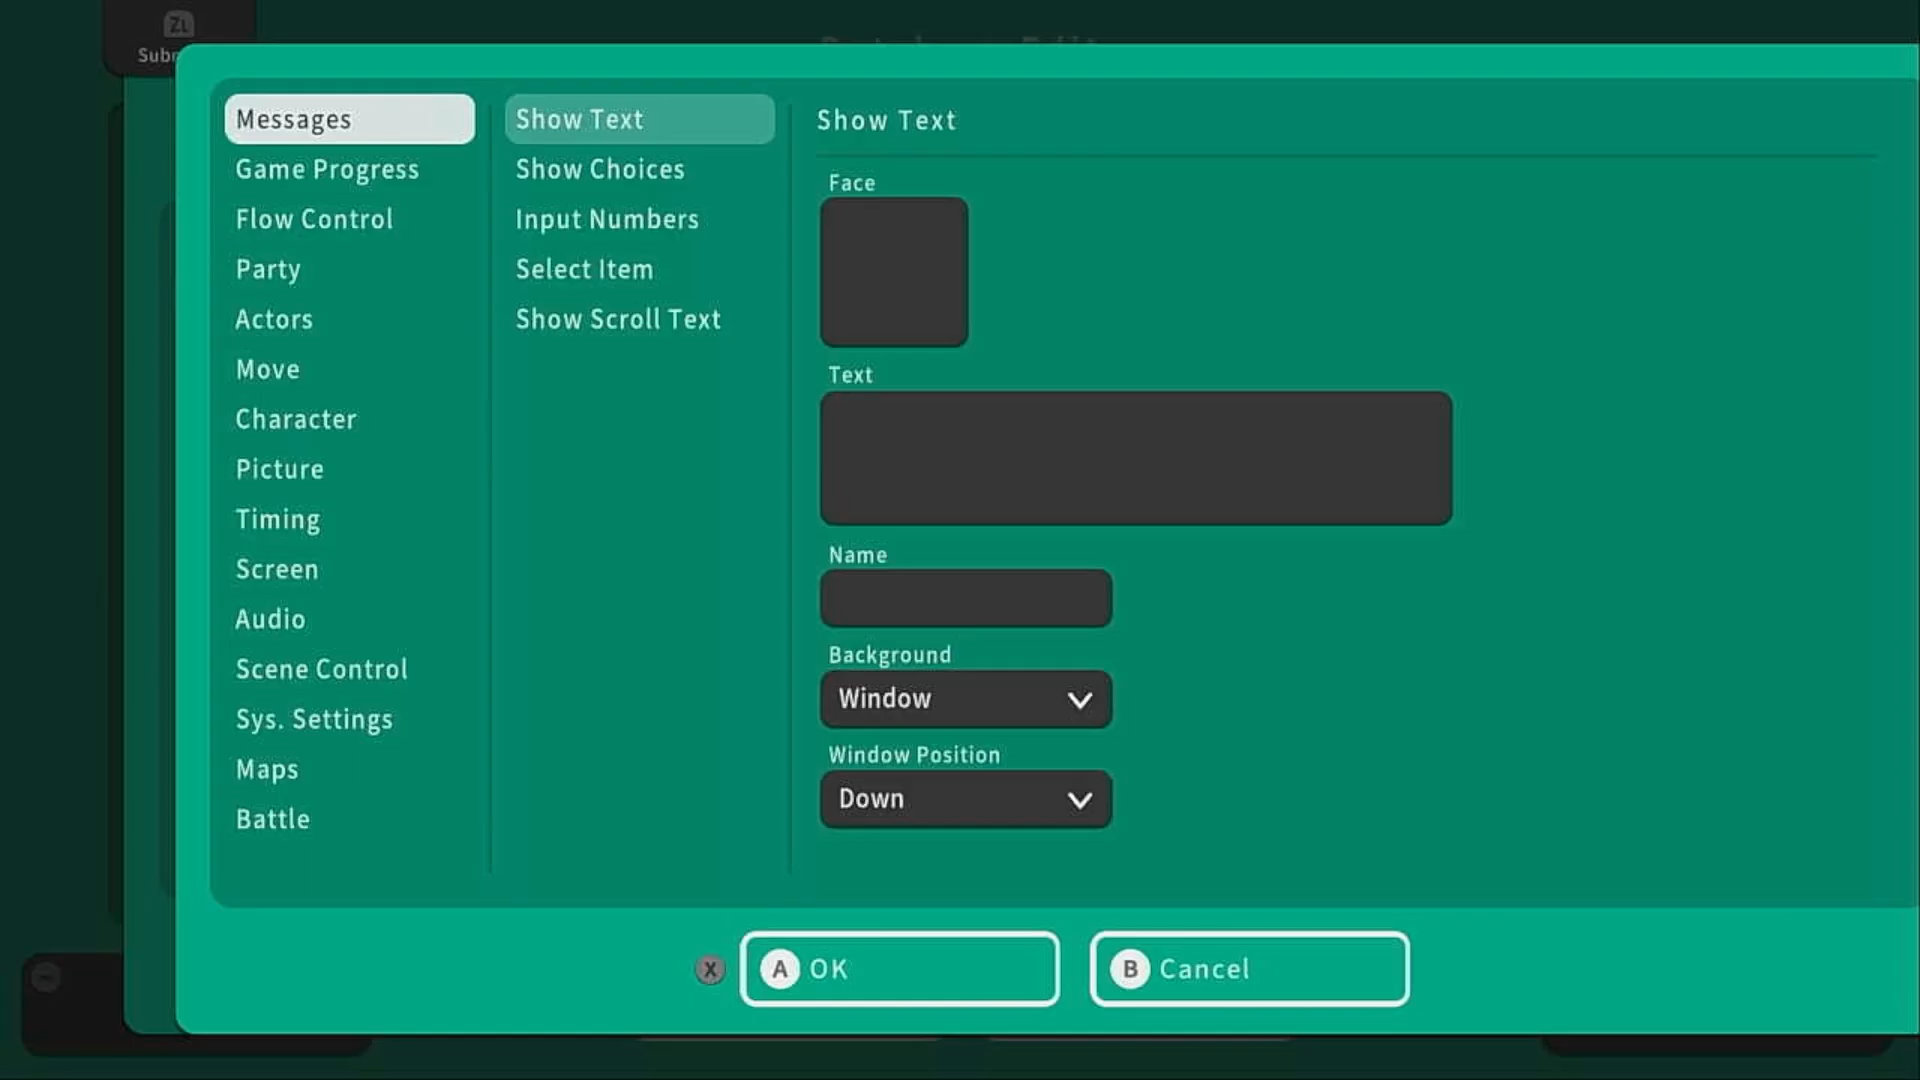 ZL
Messages
Game Progress
Flow Control
Party
Actors
Move
Character
Picture
Timing
Screen
Audio
Scene Control
Sys. Settings
Maps
Battle
Show Text
Show Choices
Input Numbers
Select Item
Show Scroll Text
Show Text
Face
Text
Name
Background
Window
Window Position
Down
X
A OK
B Cancel